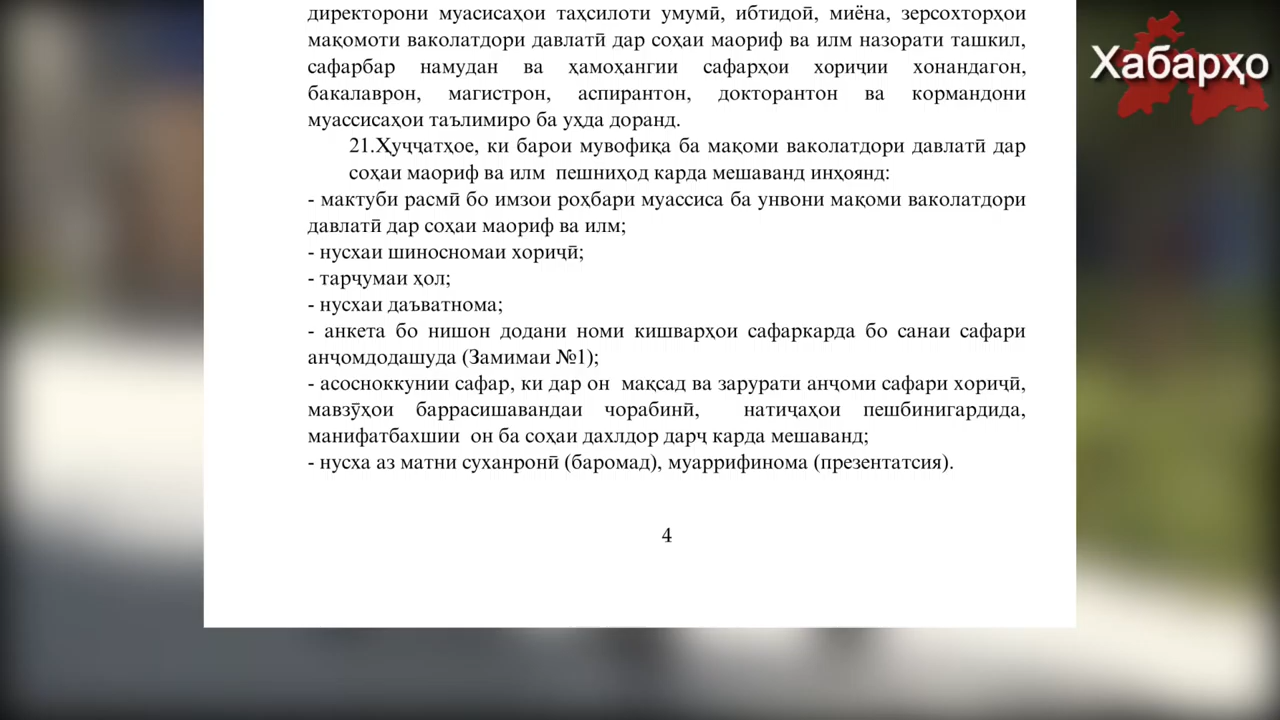 директорони муасисаҳои таҳсилоти умумӣ, ибтидоӣ, миёна, зерсохторҳои
мақомоти ваколатдори давлатӣ дар соҳаи маориф ва илм назорати ташкил,
сафарбар намудан ва ҳамоҳангии сафарҳои хориҷии хонандагон,
бакалаврон, магистрон, аспирантон, докторантон ва кормандони
муассисаҳои таълимиро ба уҳда доранд.
21.Ҳуҷҷатҳое, ки барои мувофиқа ба мақоми ваколатдори давлатӣ дар
соҳаи маориф ва илм пешниҳод карда мешаванд инҳоянд:
- мактуби расмӣ бо имзои роҳбари муассиса ба унвони мақоми ваколатдори
давлатӣ дар соҳаи маориф ва илм;
- нусхаи шиносномаи хориҷӣ;
- тарҷумаи ҳол;
- нусхаи даъватнома;
- анкета бо нишон додани номи кишварҳои сафаркарда бо санаи сафари
анҷомдодашуда (Замимаи №1);
- асосноккунии сафар, ки дар он мақсад ва зарурати анҷоми сафари хориҷӣ,
мавзӯҳои баррасишавандаи чорабинӣ, натиҷаҳои пешбинигардида,
манифатбахшии он ба соҳаи дахлдор дарҷ карда мешаванд;
- нусха аз матни суханронӣ (баромад), муаррифинома (презентатсия).
4
Хабарҳо